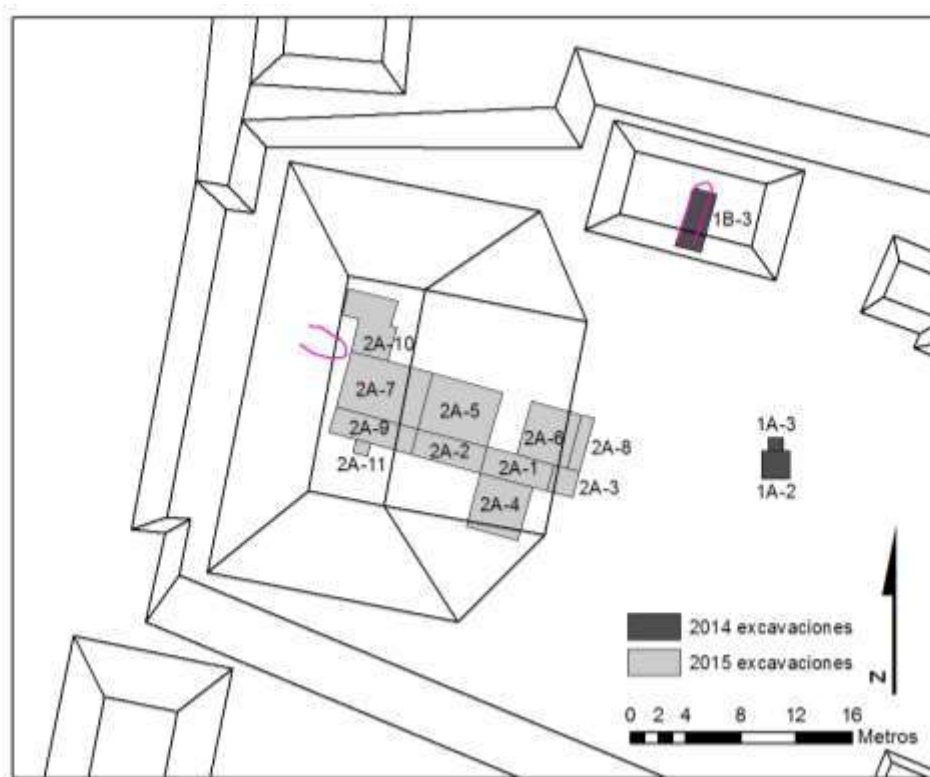 1B-3
2A-10
2A-7
2A-5
2A-9
2A-2
2A-6
2A-8
2A-11
2A-1
2A-3
2A-4
1A-3
1A-2
2014 excavaciones
2015 excavaciones
N
0 2 4 8 12 16
Metros